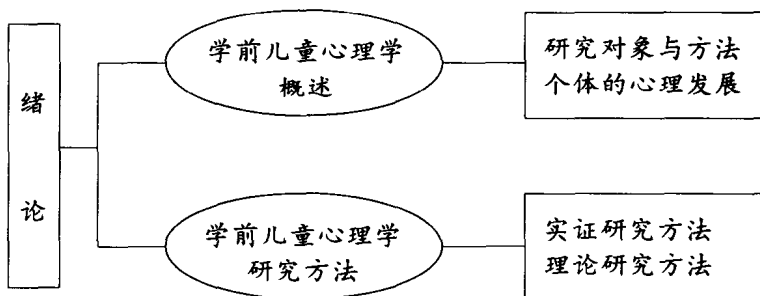 绪
论
学前儿童心理学
概述
研究对象与方法
个体的心理发展
学前儿童心理学
研究方法
实证研究方法
理论研究方法